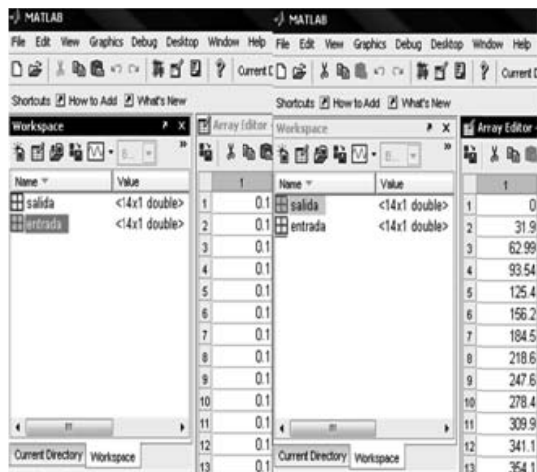 MATLAB
File Edit View Graphics Debug Desktop Window Help
Current
Shortcuts How to Add What's New
Workspace
Array Editor -
Name Value
1
salida <14x1 double>
entrada <14x1 double>
1 0.1
2 0.1
3 0.1
4 0.1
5 0.1
6 0.1
7 0.1
8 0.1
9 0.1
10 0.1
11 0.1
12 0.1
13 0.1
Current Directory Workspace
MATLAB
File Edit View Graphics Debug Desktop Window Help
Current
Shortcuts How to Add What's New
Workspace
Array Editor -
Name Value
1
salida <14x1 double>
entrada <14x1 double>
1 0
2 31.9
3 62.99
4 93.54
5 125.4
6 156.2
7 184.5
8 218.6
9 247.6
10 278.4
11 309.9
12 341.1
13 354.1
Current Directory Workspace